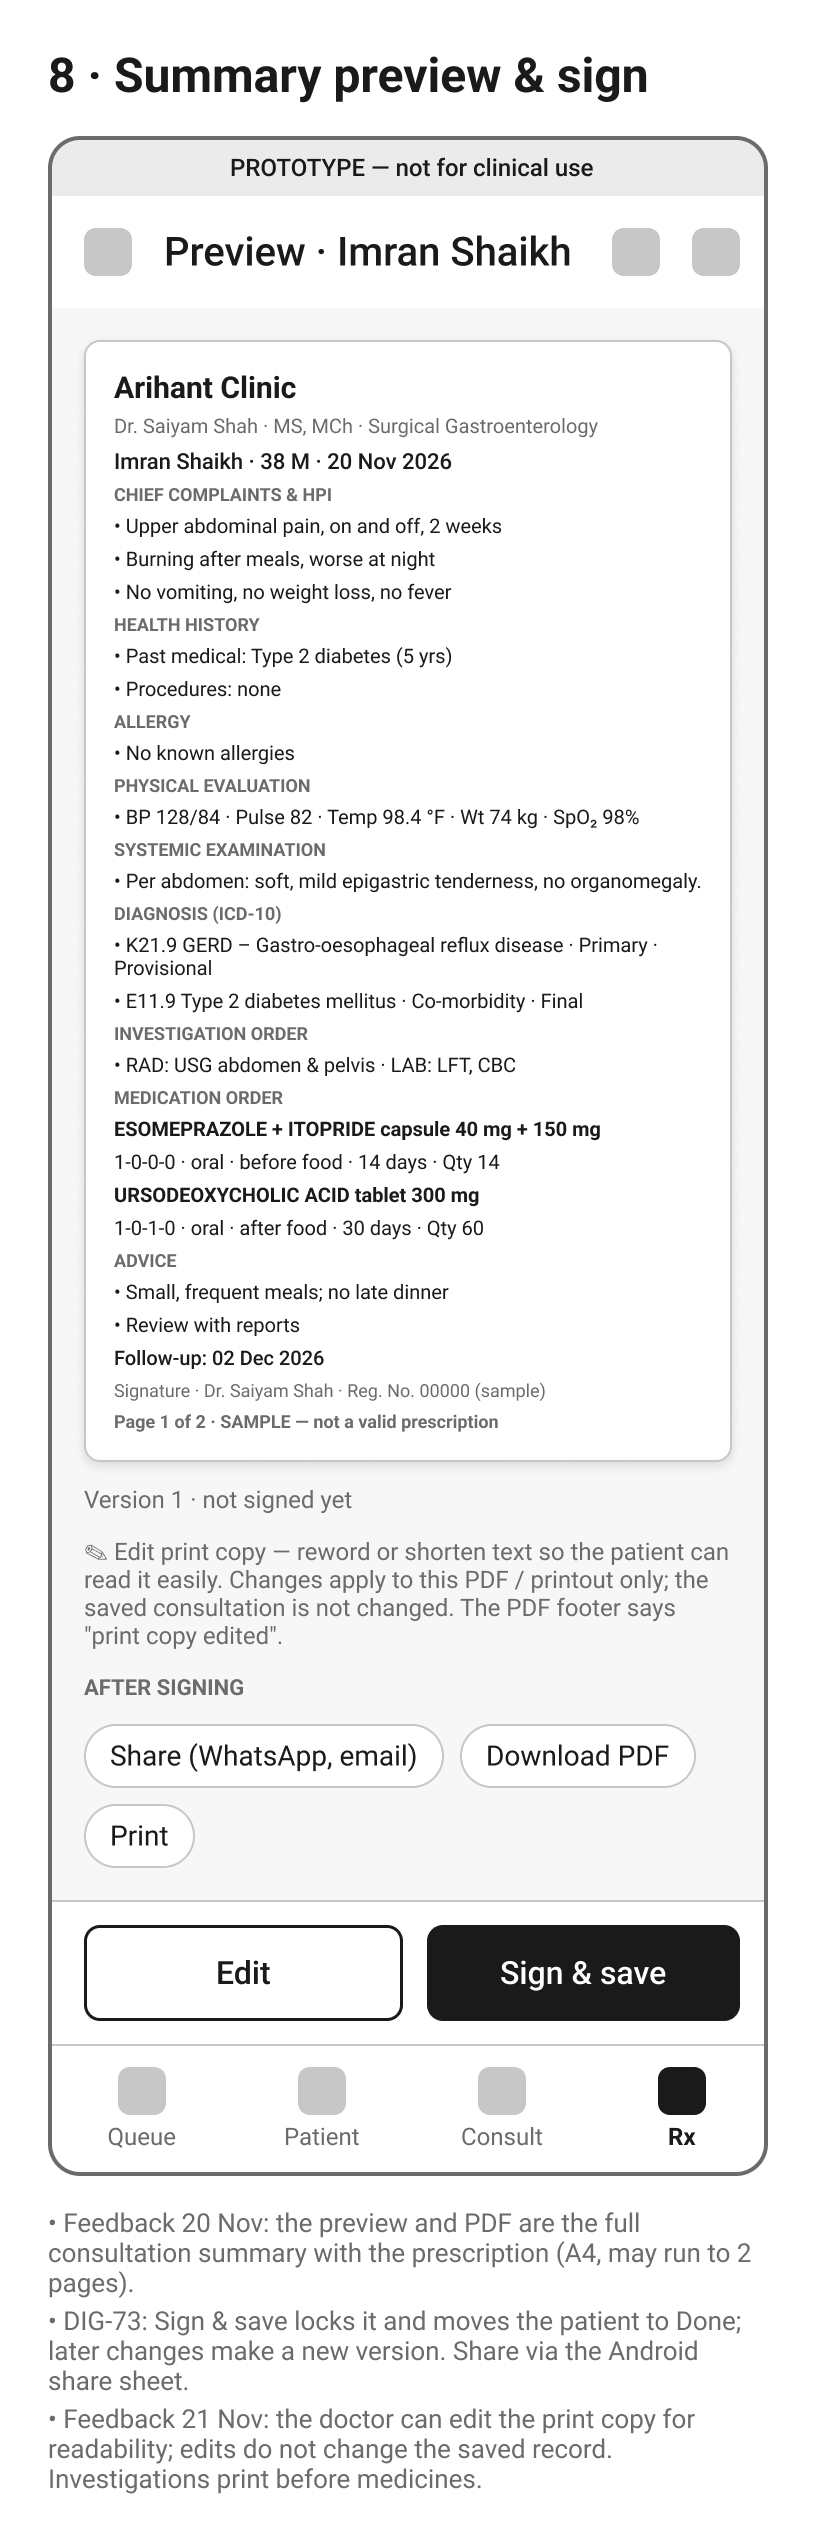 8 · Summary preview & sign
PROTOTYPE — not for clinical use
Preview · Imran Shaikh
Arihant Clinic
Dr. Saiyam Shah · MS, MCh · Surgical Gastroenterology
Imran Shaikh · 38 M · 20 Nov 2026
CHIEF COMPLAINTS & HPI
• Upper abdominal pain, on and off, 2 weeks
• Burning after meals, worse at night
• No vomiting, no weight loss, no fever
HEALTH HISTORY
• Past medical: Type 2 diabetes (5 yrs)
• Procedures: none
ALLERGY
• No known allergies
PHYSICAL EVALUATION
• BP 128/84 · Pulse 82 · Temp 98.4 °F · Wt 74 kg · SpO₂ 98%
SYSTEMIC EXAMINATION
• Per abdomen: soft, mild epigastric tenderness, no organomegaly.
DIAGNOSIS (ICD-10)
• K21.9 GERD – Gastro-oesophageal reflux disease · Primary ·
Provisional
• E11.9 Type 2 diabetes mellitus · Co-morbidity · Final
INVESTIGATION ORDER
• RAD: USG abdomen & pelvis · LAB: LFT, CBC
MEDICATION ORDER
ESOMEPRAZOLE + ITOPRIDE capsule 40 mg + 150 mg
1-0-0-0 · oral · before food · 14 days · Qty 14
URSODEOXYCHOLIC ACID tablet 300 mg
1-0-1-0 · oral · after food · 30 days · Qty 60
ADVICE
• Small, frequent meals; no late dinner
• Review with reports
Follow-up: 02 Dec 2026
Signature · Dr. Saiyam Shah · Reg. No. 00000 (sample)
Page 1 of 2 · SAMPLE — not a valid prescription
Version 1 · not signed yet
✎ Edit print copy — reword or shorten text so the patient can
read it easily. Changes apply to this PDF / printout only; the
saved consultation is not changed. The PDF footer says
"print copy edited".
AFTER SIGNING
Share (WhatsApp, email)
Download PDF
Print
Edit
Sign & save
Queue
Patient
Consult
Rx
• Feedback 20 Nov: the preview and PDF are the full
consultation summary with the prescription (A4, may run to 2
pages).
• DIG-73: Sign & save locks it and moves the patient to Done;
later changes make a new version. Share via the Android
share sheet.
• Feedback 21 Nov: the doctor can edit the print copy for
readability; edits do not change the saved record.
Investigations print before medicines.